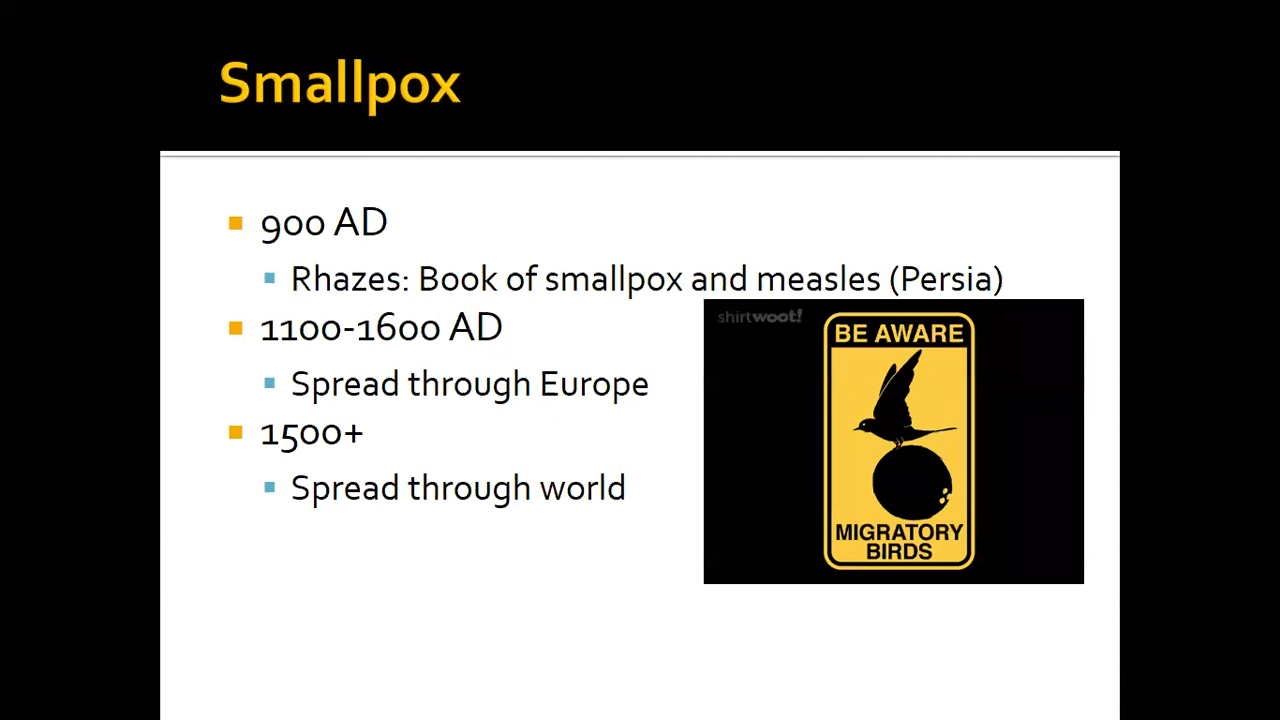 Smallpox
900 AD
Rhazes: Book of smallpox and measles (Persia)
1100-1600 AD
Spread through Europe
1500+
Spread through world
shirtwoot!
BE AWARE
MIGRATORY
BIRDS